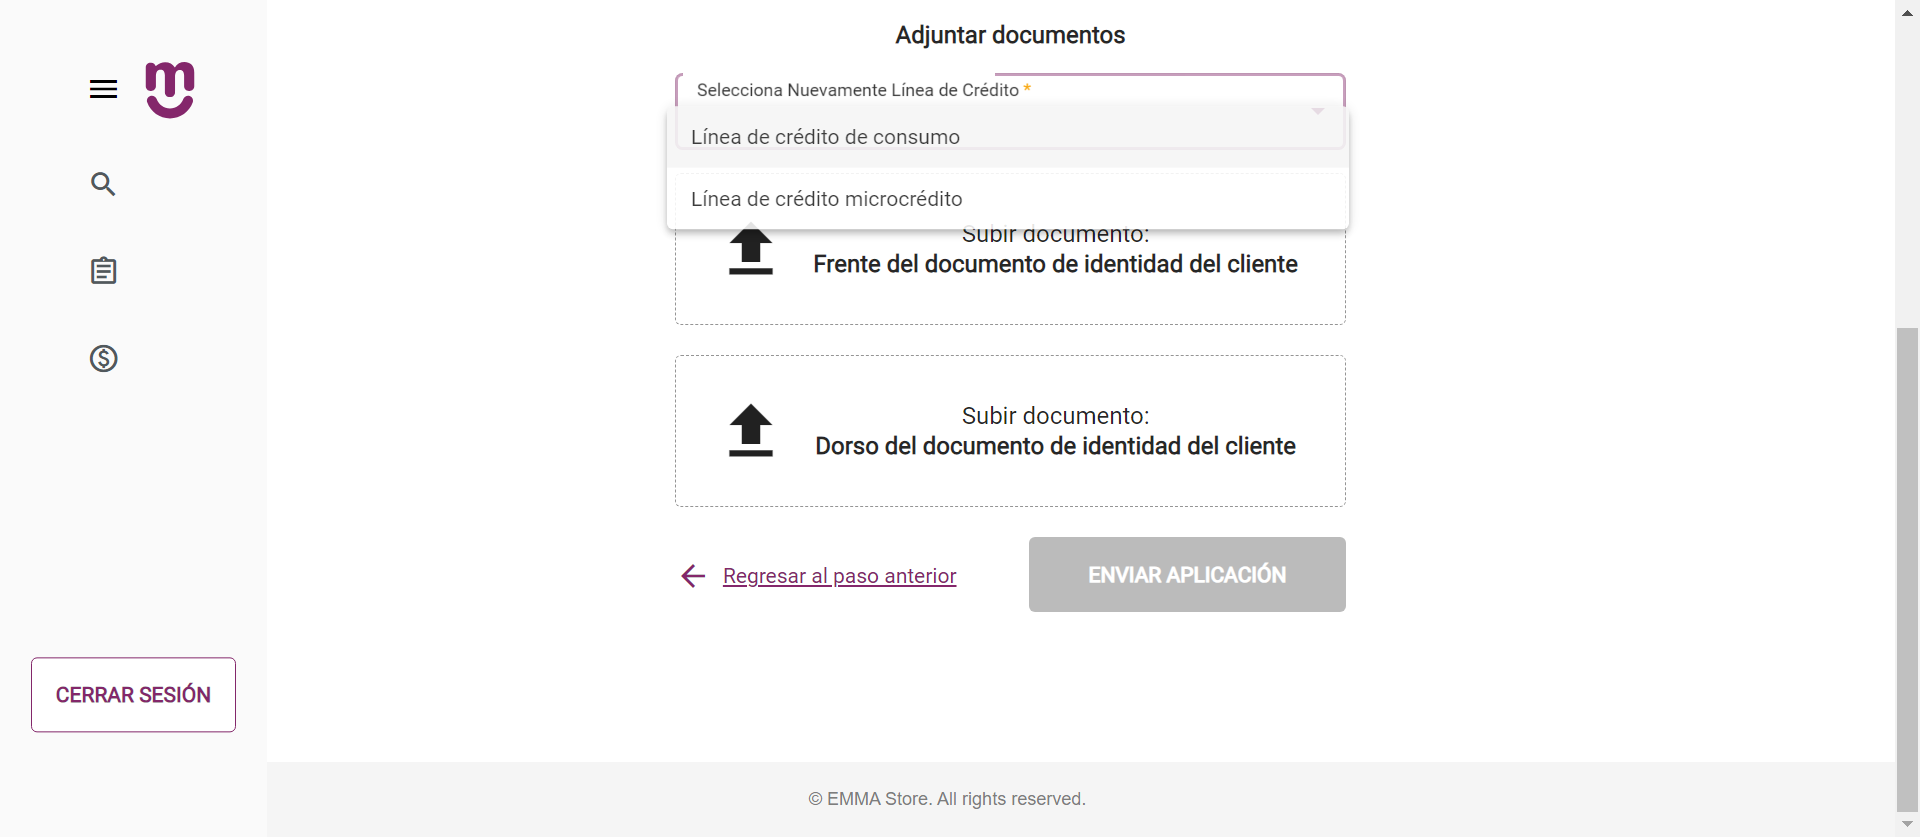 Adjuntar documentos
Selecciona Nuevamente Línea de Crédito *
Línea de crédito de consumo
Línea de crédito microcrédito
Subir documento:
Frente del documento de identidad del cliente
Subir documento:
Dorso del documento de identidad del cliente
Regresar al paso anterior
ENVIAR APLICACIÓN
CERRAR SESIÓN
© EMMA Store. All rights reserved.